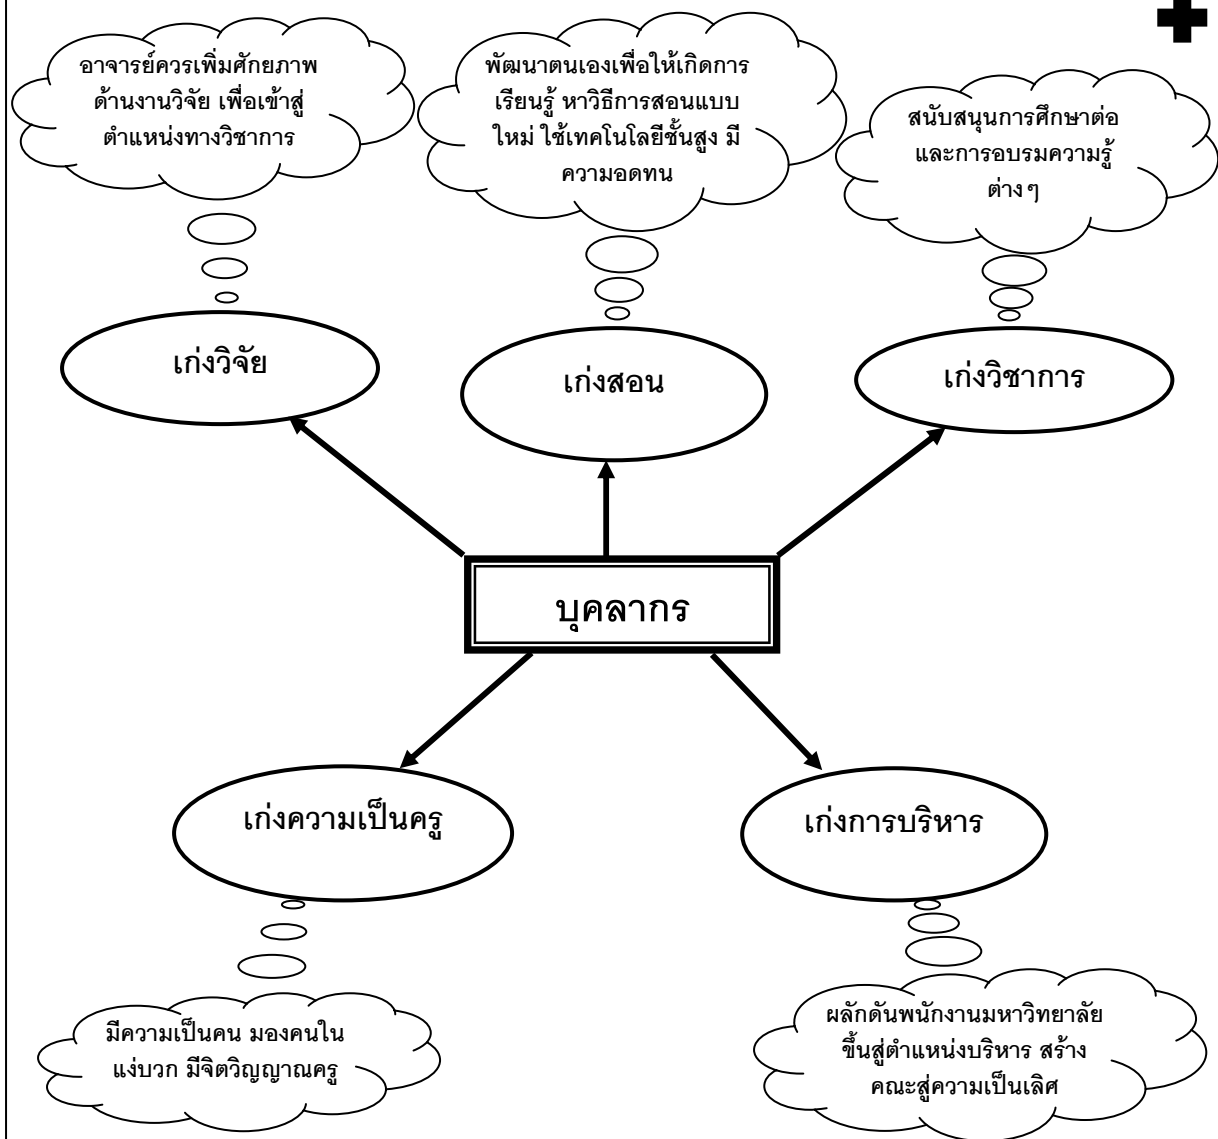 อาจารย์ควรเพิ่มศักยภาพ
ด้านงานวิจัย เพื่อเข้าสู่
ตำแหน่งทางวิชาการ
พัฒนาตนเองเพื่อให้เกิดการ
เรียนรู้ หาวิธีการสอนแบบ
ใหม่ ใช้เทคโนโลยีชั้นสูง มี
ความอดทน
สนับสนุนการศึกษาต่อ
และการอบรมความรู้
ต่างๆ
เก่งวิจัย
เก่งสอน
เก่งวิชาการ
บุคลากร
เก่งความเป็นครู
เก่งการบริหาร
มีความเป็นคน มองคนใน
แง่บวก มีจิตวิญญาณครู
ผลักดันพนักงานมหาวิทยาลัย
ขึ้นสู่ตำแหน่งบริหาร สร้าง
คณะสู่ความเป็นเลิศ